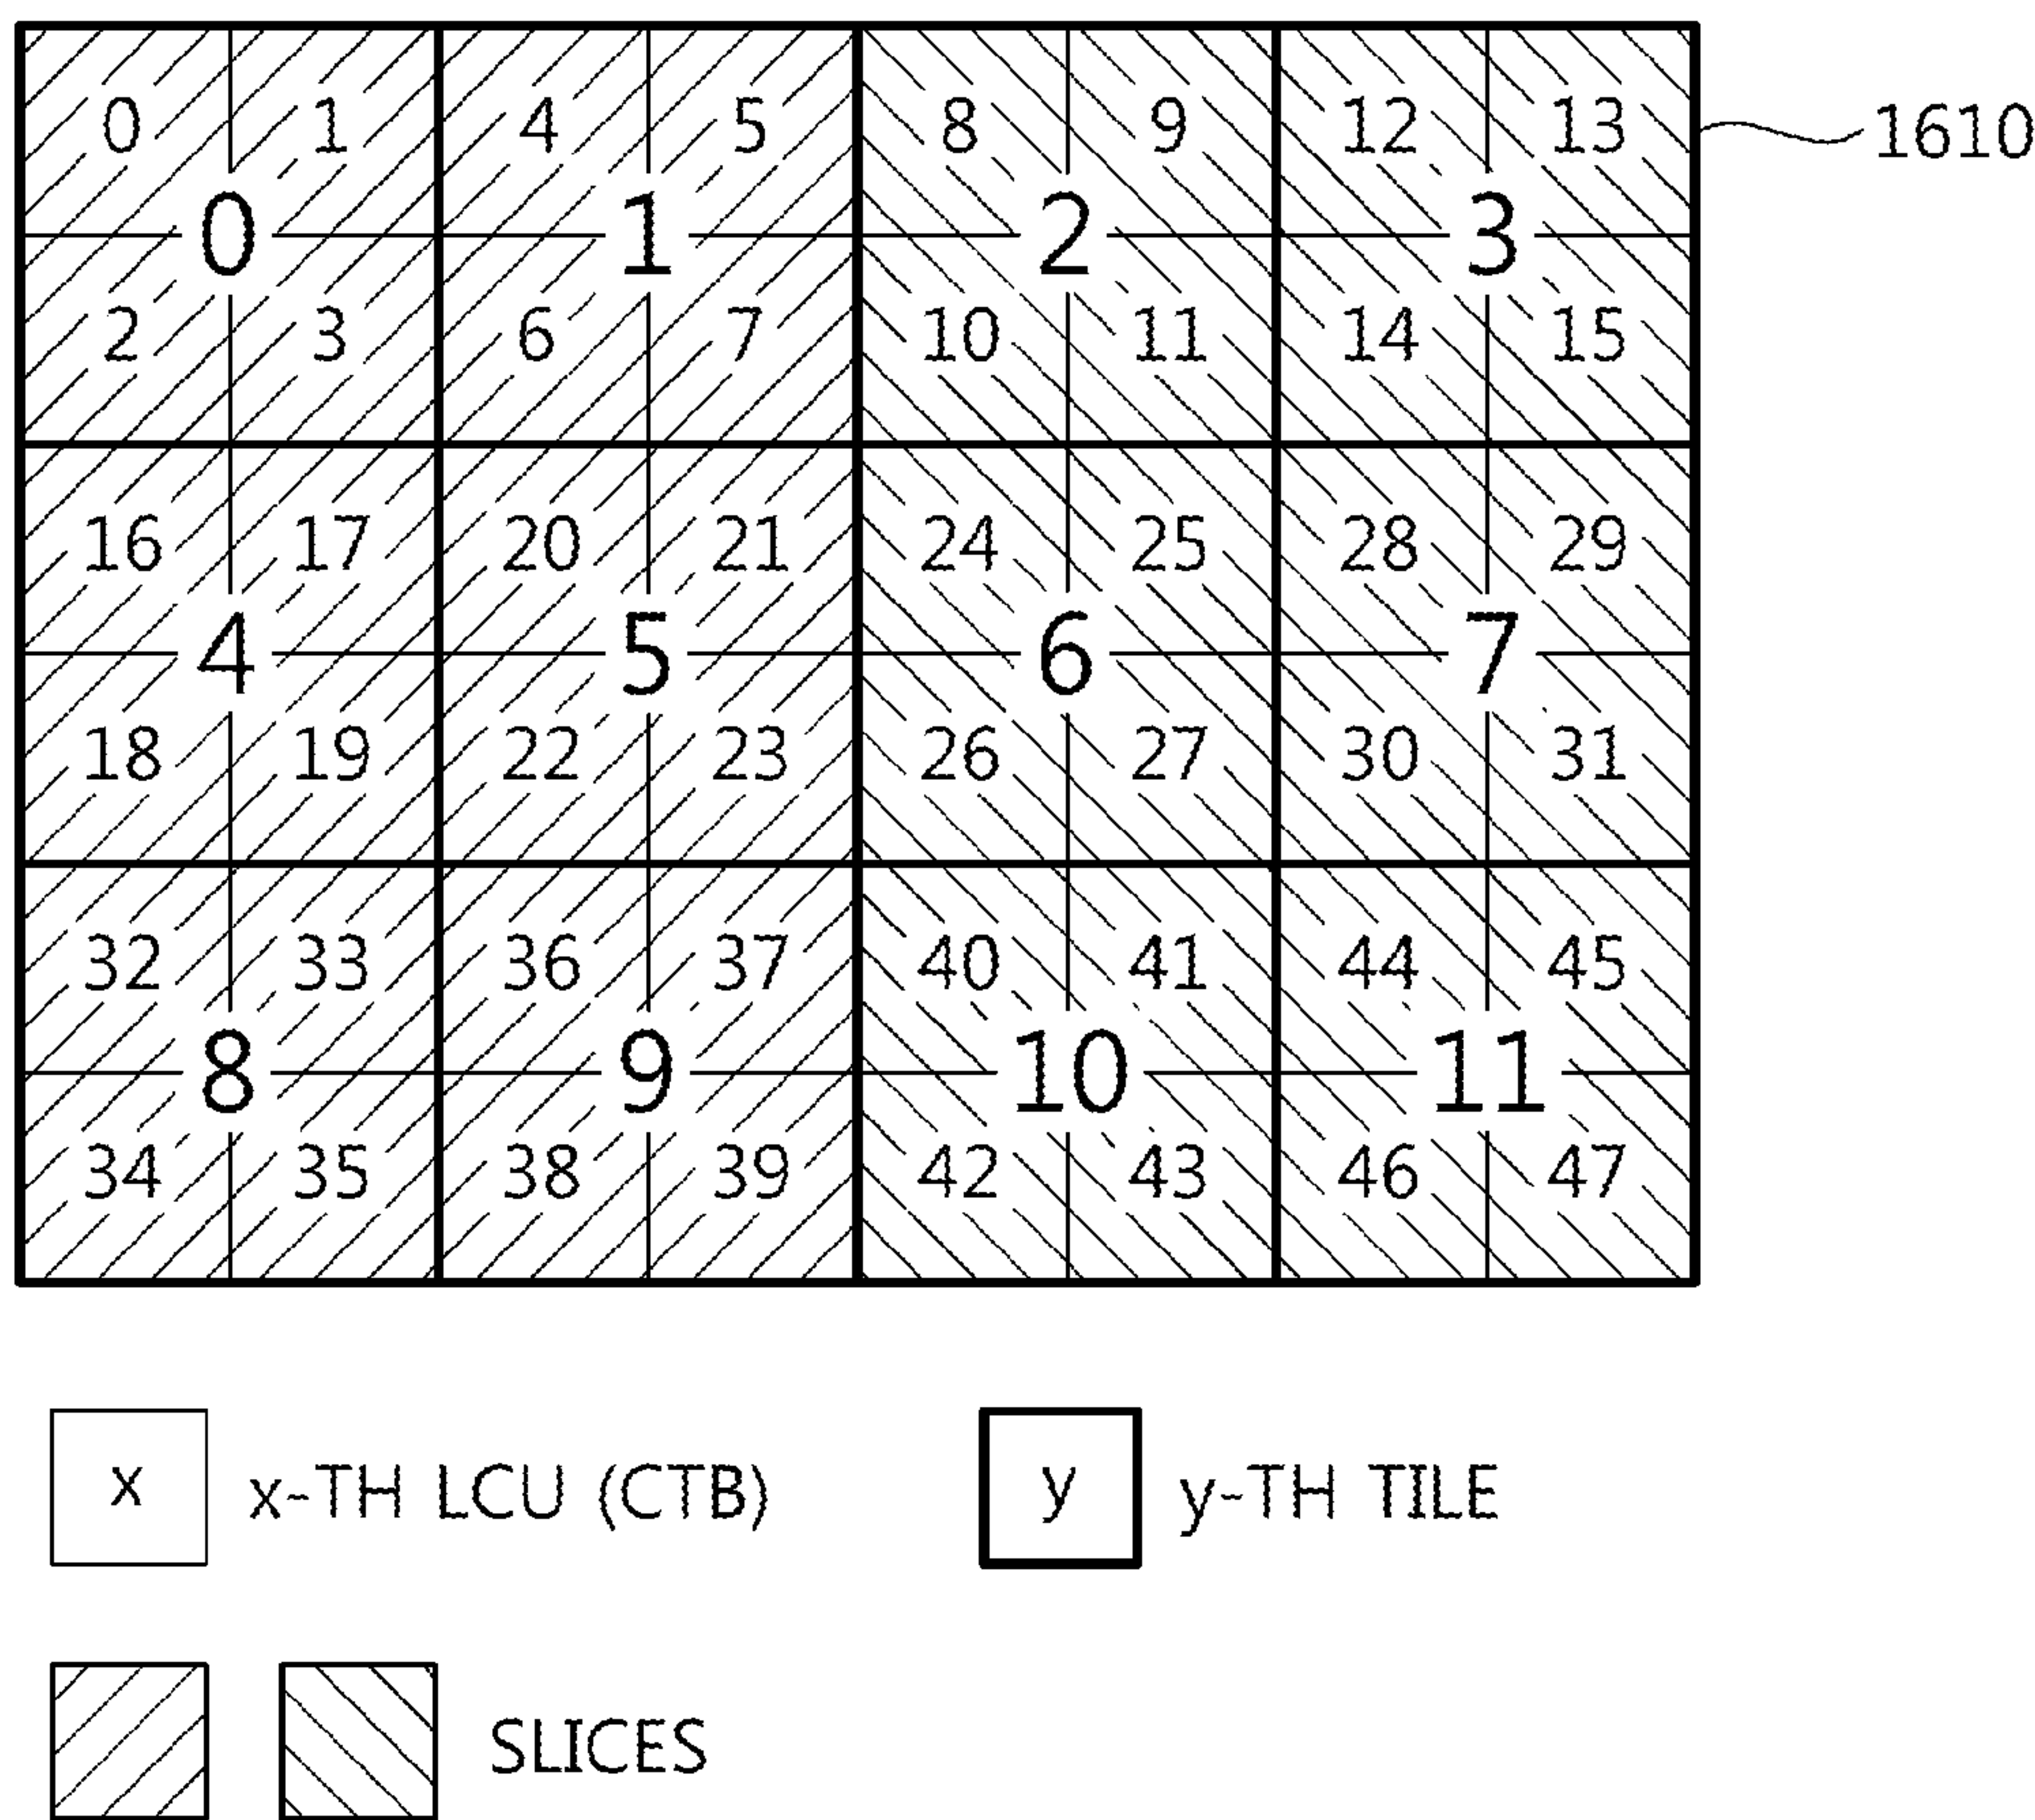 0 1 4 5 8 9 12 13 1610
0 1 2 3
2 3 6 7 10 11 14 15
16 17 20 21 24 25 28 29
4 5 6 7
18 19 22 23 26 27 30 31
32 33 36 37 40 41 44 45
8 9 10 11
34 35 38 39 42 43 46 47
x x-TH LCU (CTB) y y-TH TILE
SLICES